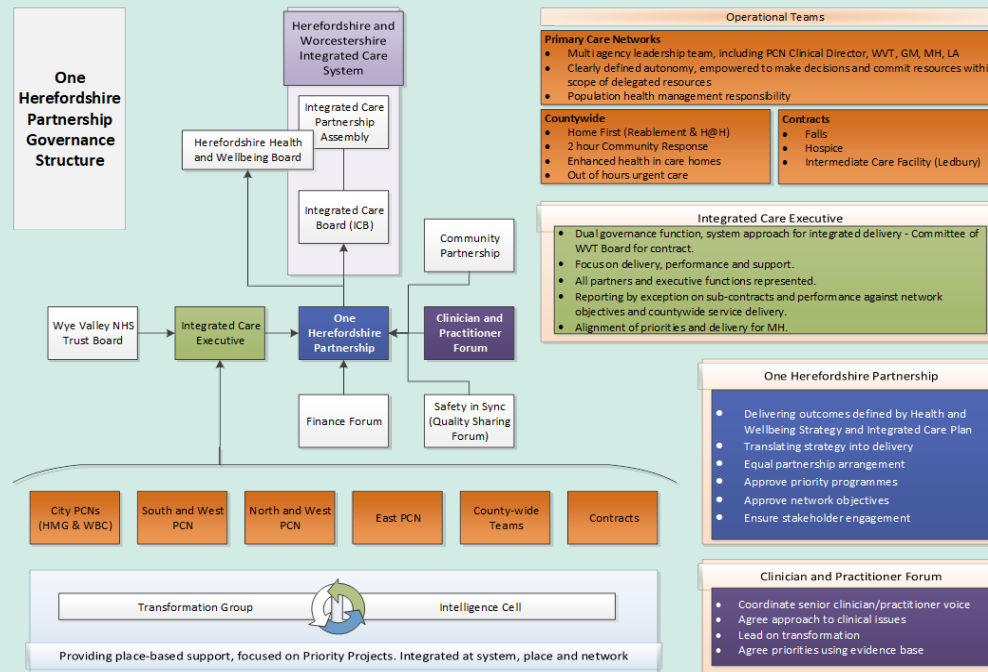 One
Herefordshire
Partnership
Governance
Structure
Herefordshire and
Worcestershire
Integrated Care
System
Integrated Care
Partnership
Assembly
Herefordshire Health
and Wellbeing Board
Integrated Care
Board (ICB)
Community
Partnership
Wye Valley NHS
Trust Board
Integrated Care
Executive
One
Herefordshire
Partnership
Clinician and
Practitioner
Forum
Finance Forum
Safety in Sync
(Quality Sharing
Forum)
City PCNs
(HMG & WBC)
South and West
PCN
North and West
PCN
East PCN
County-wide
Teams
Contracts
Transformation Group
Intelligence Cell
Providing place-based support, focused on Priority Projects. Integrated at system, place and network
Operational Teams
Primary Care Networks
• Multi agency leadership team, including PCN Clinical Director, WVT, GM, MH, LA
• Clearly defined autonomy, empowered to make decisions and commit resources withi
scope of delegated resources
• Population health management responsibility
Countywide
• Home First (Reablement & H@H)
• 2 hour Community Response
• Enhanced health in care homes
• Out of hours urgent care
Contracts
• Falls
• Hospice
• Intermediate Care Facility (Ledbury)
Integrated Care Executive
• Dual governance function, system approach for integrated delivery - Committee of
WVT Board for contract.
• Focus on delivery, performance and support.
• All partners and executive functions represented.
• Reporting by exception on sub-contracts and performance against network
objectives and countywide service delivery.
• Alignment of priorities and delivery for MH.
One Herefordshire Partnership
• Delivering outcomes defined by Health and
Wellbeing Strategy and Integrated Care Plan
• Translating strategy into delivery
• Equal partnership arrangement
• Approve priority programmes
• Approve network objectives
• Ensure stakeholder engagement
Clinician and Practitioner Forum
• Coordinate senior clinician/practitioner voice
• Agree approach to clinical issues
• Lead on transformation
• Agree priorities using evidence base